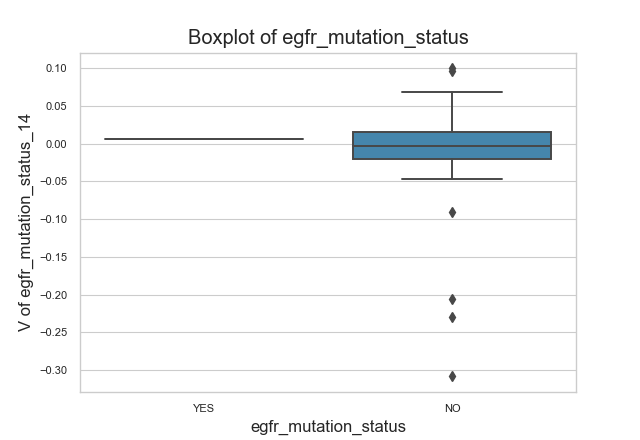 Boxplot of egfr_mutation_status
V of egfr_mutation_status_14
0.10
0.05
0.00
−0.05
−0.10
−0.15
−0.20
−0.25
−0.30
YES
NO
egfr_mutation_status